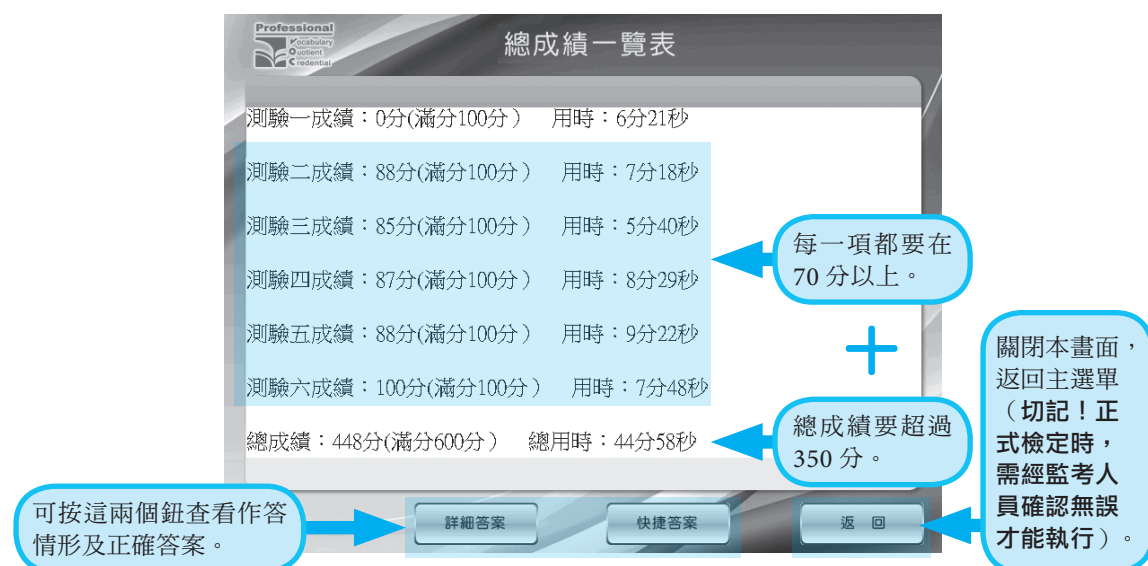 Professional
Vocabulary
Quotient
Credential
總成績一覽表
測驗一成績：0分(滿分100分） 用時：6分21秒
測驗二成績：88分(滿分100分） 用時：7分18秒
測驗三成績：85分(滿分100分） 用時：5分40秒
測驗四成績：87分(滿分100分） 用時：8分29秒
測驗五成績：88分(滿分100分） 用時：9分22秒
測驗六成績：100分(滿分100分） 用時：7分48秒
總成績：448分(滿分600分） 總用時：44分58秒
每一項都要在
70 分以上。
+
總成績要超過
350 分。
關閉本畫面，
返回主選單
（切記！正
式檢定時，
需經監考人
員確認無誤
才能執行）。
可按這兩個鈕查看作答
情形及正確答案。
詳細答案
快捷答案
返 回